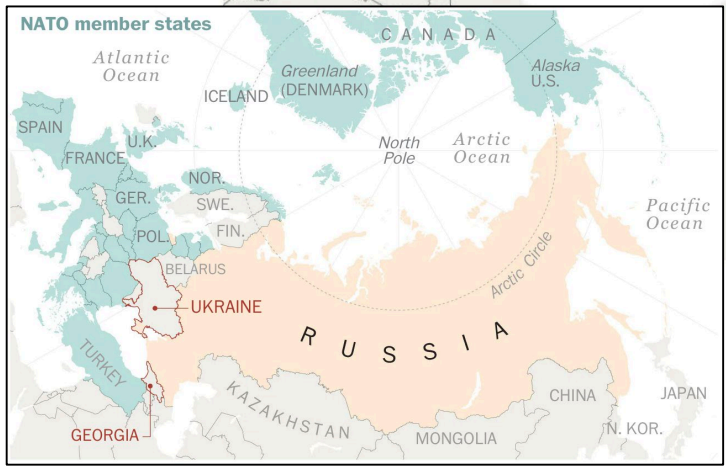 NATO member states
CANADA
Atlantic
Ocean
Greenland
(DENMARK)
Alaska
U.S.
ICELAND
SPAIN
U.K.
FRANCE
North
Pole
Arctic
Ocean
NOR.
GER.
SWE.
Pacific
Ocean
POL.
FIN.
BELARUS
Arctic Circle
UKRAINE
RUSSIA
TURKEY
KAZAKHSTAN
CHINA
JAPAN
GEORGIA
MONGOLIA
N. KOR.